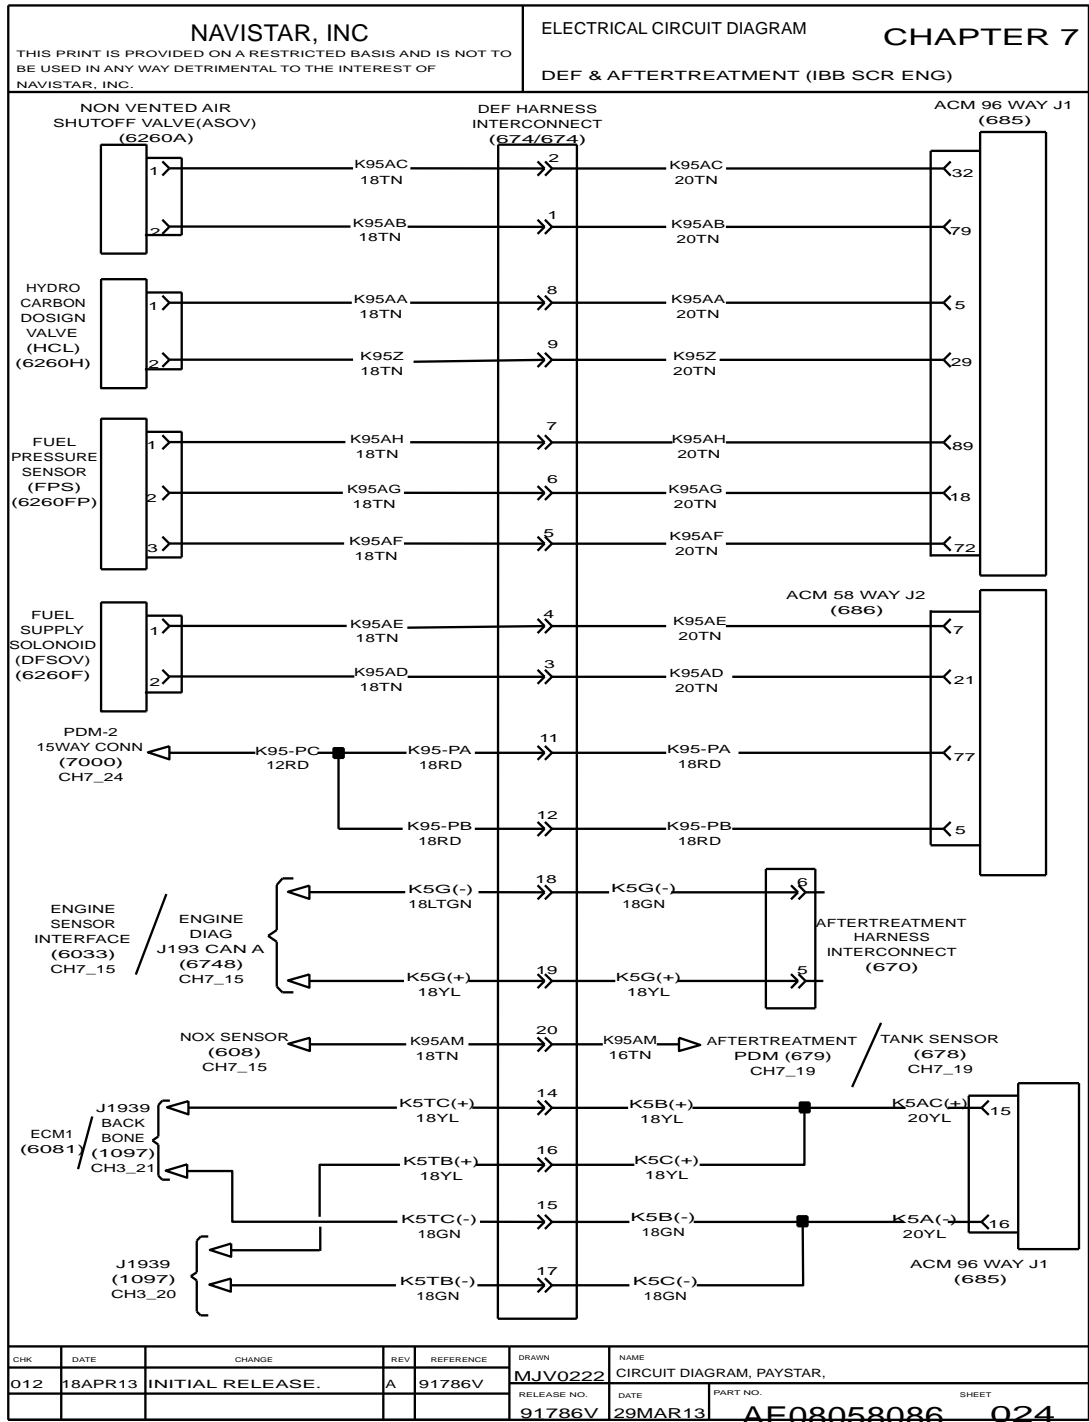 NAVISTAR, INC
THIS PRINT IS PROVIDED ON A RESTRICTED BASIS AND IS NOT TO
BE USED IN ANY WAY DETRIMENTAL TO THE INTEREST OF
NAVISTAR, INC.
ELECTRICAL CIRCUIT DIAGRAM
CHAPTER 7
DEF & AFTERTREATMENT (IBB SCR ENG)
NON VENTED AIR
SHUTOFF VALVE(ASOV)
(6260A)
DEF HARNESS
INTERCONNECT
(674/674)
ACM 96 WAY J1
(685)
1 K95AC 2 K95AC 32
18TN 20TN
2 K95AB 1 K95AB 79
18TN 20TN
HYDRO
CARBON
DOSIGN
VALVE
(HCL)
(6260H)
1 K95AA 8 K95AA 5
18TN 20TN
2 K95Z 9 K95Z 29
18TN 20TN
FUEL
PRESSURE
SENSOR
(FPS)
(6260FP)
1 K95AH 7 K95AH 89
18TN 20TN
2 K95AG 6 K95AG 18
18TN 20TN
3 K95AF 5 K95AF 72
18TN 20TN
ACM 58 WAY J2
(686)
FUEL
SUPPLY
SOLONOID
(DFSOV)
(6260F)
1 K95AE 4 K95AE 7
18TN 20TN
2 K95AD 3 K95AD 21
18TN 20TN
PDM-2
15WAY CONN
(7000)
CH7_24
K95-PC K95-PA 11 K95-PA 77
12RD 18RD 18RD
K95-PB 12 K95-PB 5
18RD 18RD
ENGINE
SENSOR
INTERFACE
(6033)
CH7_15
ENGINE
DIAG
J193 CAN A
(6748)
CH7_15
K5G(-) 18 K5G(-) 6
18LTGN 18GN
K5G(+) 19 K5G(+) 5
18YL 18YL
AFTERTREATMENT
HARNESS
INTERCONNECT
(670)
NOX SENSOR
(608)
CH7_15
K95AM 20 K95AM
18TN 16TN
AFTERTREATMENT
PDM (679)
CH7_19
TANK SENSOR
(678)
CH7_19
ECM1
(6081)
J1939
BACK
BONE
(1097)
CH3_21
K5TC(+) 14 K5B(+) K5AC(+) 15
18YL 18YL 20YL
K5TB(+) 16 K5C(+)
18YL 18YL
K5TC(-) 15 K5B(-) K5A(-) 16
18GN 18GN 20YL
J1939
(1097)
CH3_20
K5TB(-) 17 K5C(-)
18GN 18GN
ACM 96 WAY J1
(685)
CHK DATE CHANGE REV REFERENCE
012 18APR13 INITIAL RELEASE. A 91786V
DRAWN
MJV0222
NAME
CIRCUIT DIAGRAM, PAYSTAR,
RELEASE NO.
91786V
DATE
29MAR13
PART NO.
AE08058086
SHEET
024